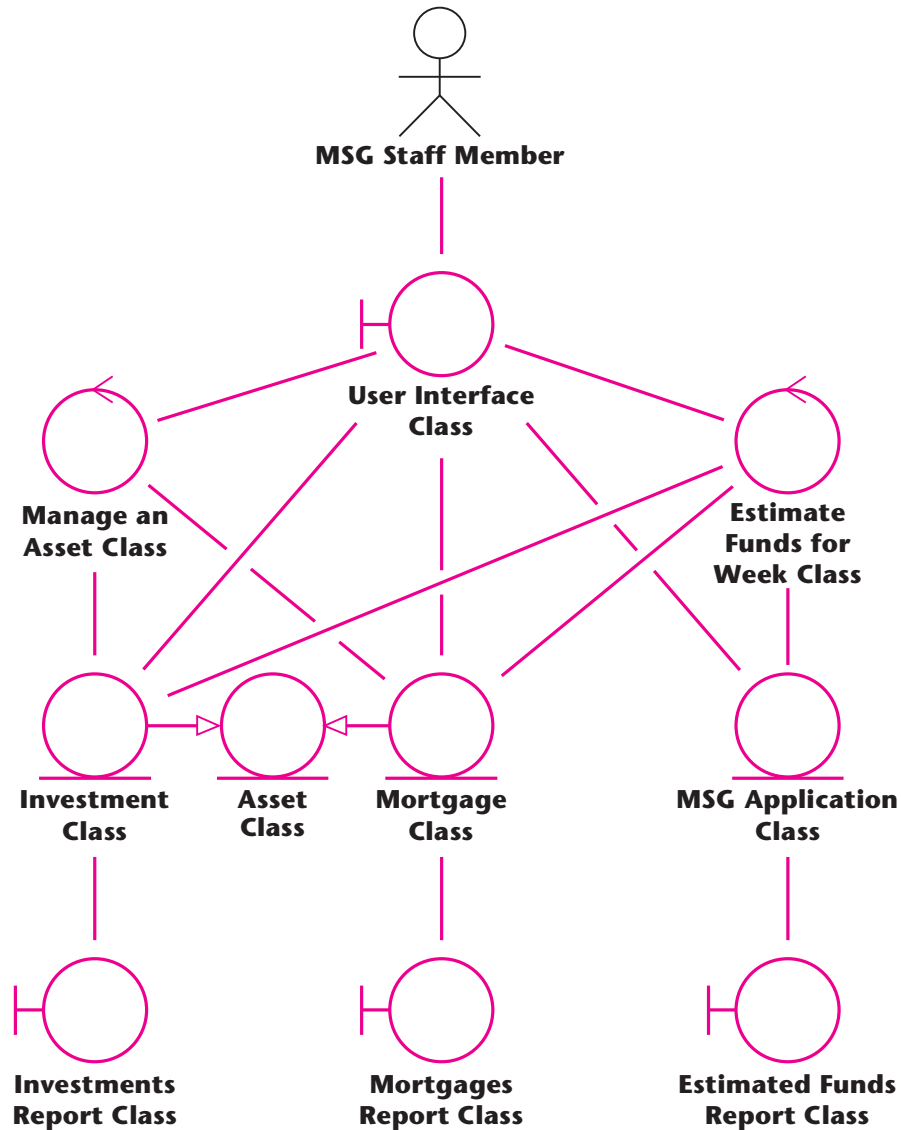 MSG Staff Member
User Interface
Class
Manage an
Asset Class
Estimate
Funds for
Week Class
Investment
Class
Asset
Class
Mortgage
Class
MSG Application
Class
Investments
Report Class
Mortgages
Report Class
Estimated Funds
Report Class